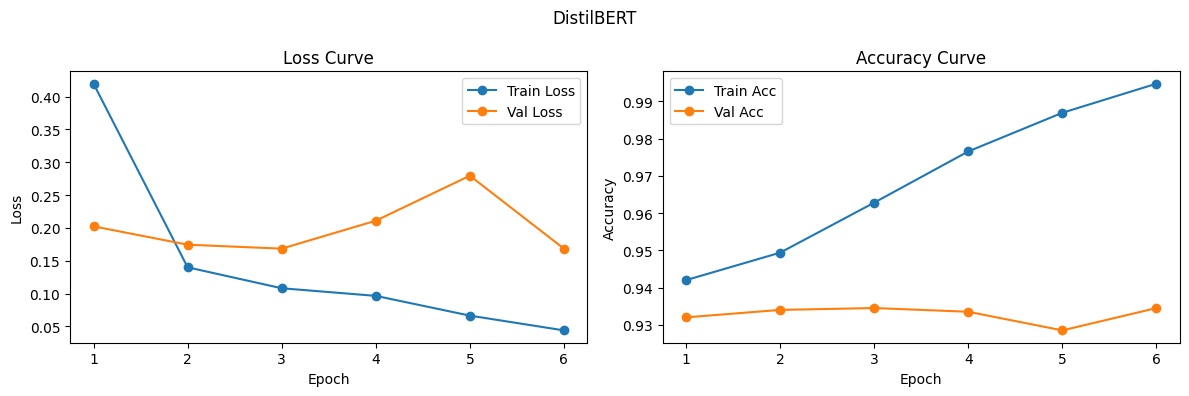 DistilBERT
Loss Curve
Train Loss
Val Loss
0.40
0.35
0.30
0.25
0.20
0.15
0.10
0.05
Loss
1 2 3 4 5 6
Epoch
Accuracy Curve
Train Acc
Val Acc
0.99
0.98
0.97
0.96
0.95
0.94
0.93
Accuracy
1 2 3 4 5 6
Epoch